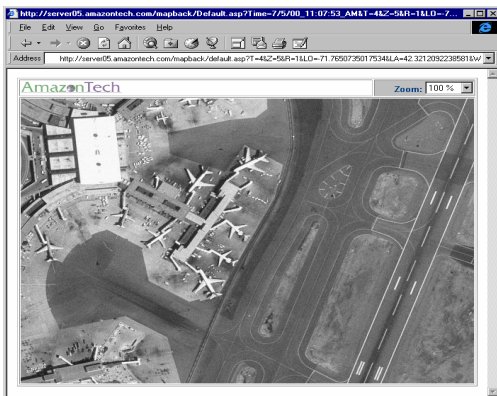 http://server05.amazontech.com/mapback/Default.asp?Time=7/5/00_11:07:53_AM&T=4&Z=5&R=1&LO=-7...
File Edit View Go Favorites Help
Address http://server05.amazontech.com/mapback/default.asp?T=4&Z=5&R=1&LO=-71.7650735017534&LA=42.3212092238581&W
AmazonTech Zoom: 100 %